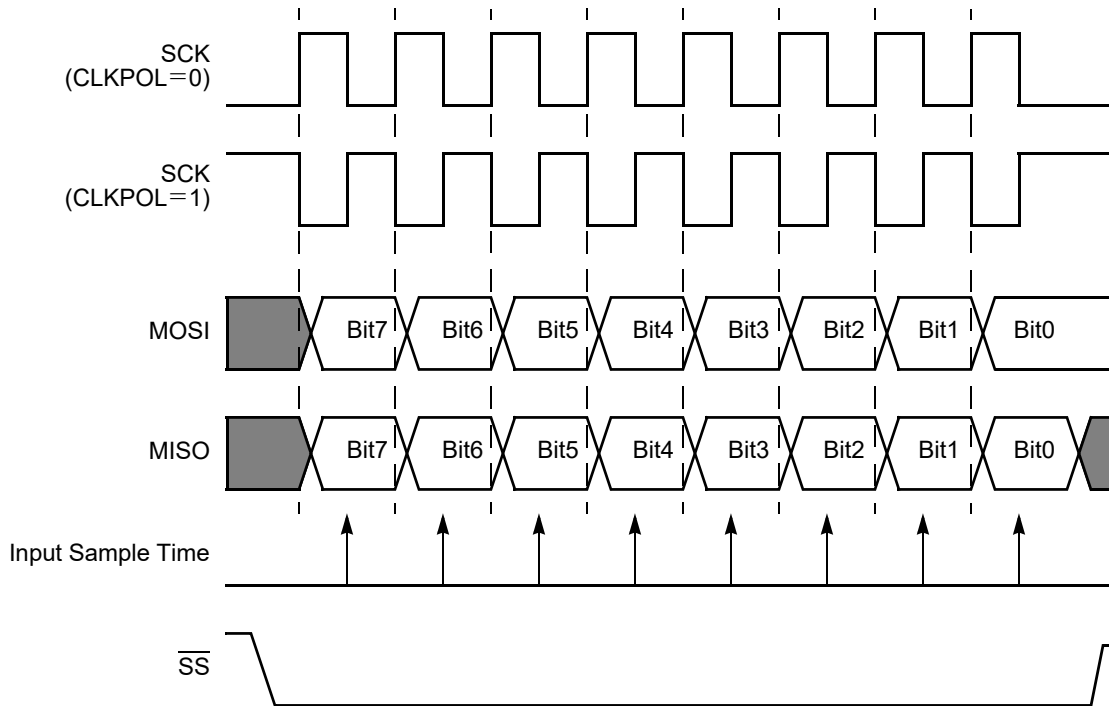 SCK
(CLKPOL=0)
SCK
(CLKPOL=1)
MOSI
Bit7
Bit6
Bit5
Bit4
Bit3
Bit2
Bit1
Bit0
MISO
Bit7
Bit6
Bit5
Bit4
Bit3
Bit2
Bit1
Bit0
Input Sample Time
SS